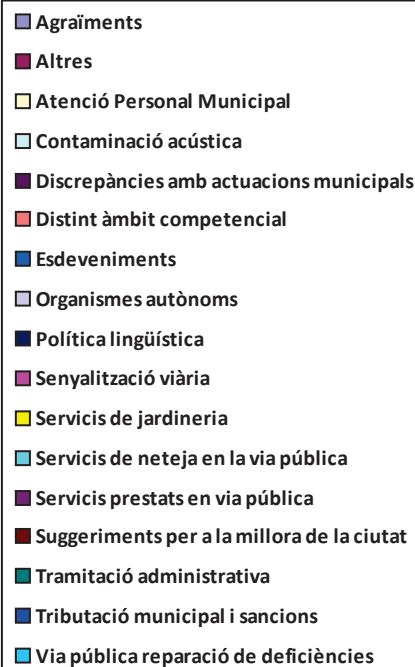 Agraïments
Altres
Atenció Personal Municipal
Contaminació acústica
Discrepàncies amb actuacions municipals
Distint àmbit competencial
Esdeveniments
Organismes autònoms
Política lingüística
Senyalització viària
Servicis de jardineria
Servicis de neteja en la via pública
Servicis prestats en via pública
Suggeriments per a la millora de la ciutat
Tramitació administrativa
Tributació municipal i sancions
Via pública reparació de deficiències